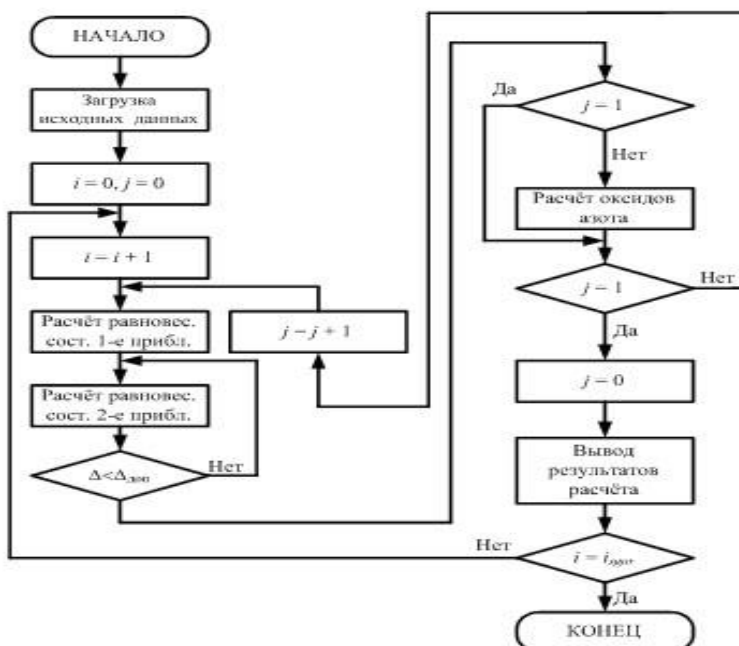 НАЧАЛО
Загрузка
исходных данных
i = 0, j = 0
i = i + 1
Расчёт равновес.
сост. 1-е прибл.
j = j + 1
Расчёт равновес.
сост. 2-е прибл.
Δ<Δдоп
Нет
Да
j = 1
Нет
Расчёт оксидов
азота
j = 1
Нет
Да
j = 0
Вывод
результатов
расчёта
Нет
i =
Да
КОНЕЦ